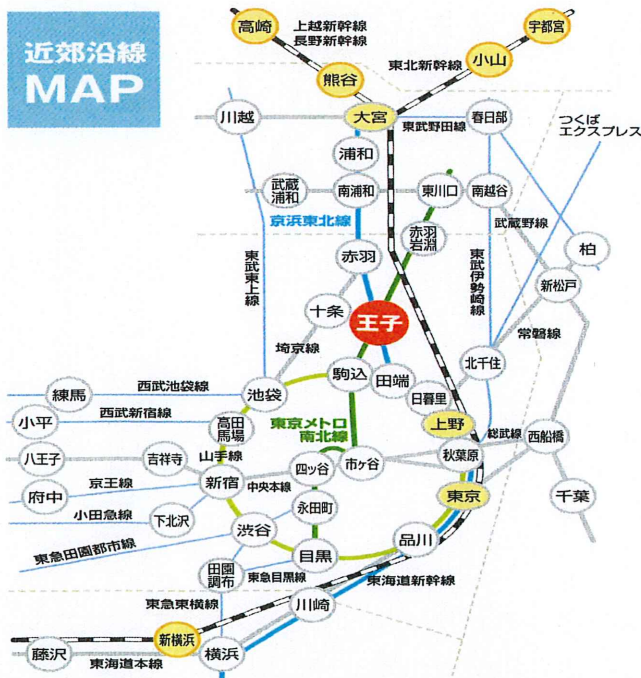 近郊沿線
MAP
高崎
上越新幹線
長野新幹線
宇都宮
熊谷
東北新幹線
小山
川越
大宮
東武野田線
春日部
つくば
エクスプレス
浦和
武蔵
浦和
南浦和
東川口
南越谷
京浜東北線
赤羽
岩淵
武蔵野線
柏
赤羽
東武東上線
東武伊勢崎線
新松戸
十条
王子
常磐線
埼京線
駒込
田端
北千住
練馬
西武池袋線
池袋
日暮里
小平
西武新宿線
高田
馬場
東京メトロ
南北線
上野
総武線
西船橋
八王子
吉祥寺
山手線
四ッ谷
市ヶ谷
秋葉原
京王線
新宿
中央本線
東京
千葉
府中
小田急線
下北沢
永田町
渋谷
品川
東急田園都市線
目黒
田園
調布
東急目黒線
東海道新幹線
東急東横線
川崎
新横浜
藤沢
東海道本線
横浜